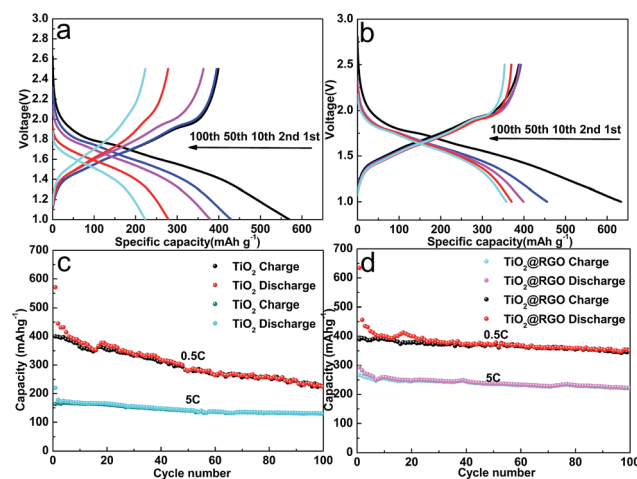 a
3.0
2.8
2.6
2.4
2.2
2.0
1.8
1.6
1.4
1.2
1.0
Voltage(V)
100th 50th 10th 2nd 1st
0 100 200 300 400 500 600
Specific capacity(mAh g⁻¹)
b
3.0
2.5
2.0
1.5
1.0
Voltage(V)
100th 50th 10th 2nd 1st
0 100 200 300 400 500 600
Specific capacity(mAh g⁻¹)
c
700
600
500
400
300
200
100
0
Capacity (mAhg⁻¹)
TiO₂ Charge
TiO₂ Discharge
TiO₂ Charge
TiO₂ Discharge
0.5C
5C
0 20 40 60 80 100
Cycle number
d
700
600
500
400
300
200
100
0
Capacity (mAhg⁻¹)
TiO₂@RGO Charge
TiO₂@RGO Discharge
TiO₂@RGO Charge
TiO₂@RGO Discharge
0.5C
5C
0 20 40 60 80 100
Cycle number